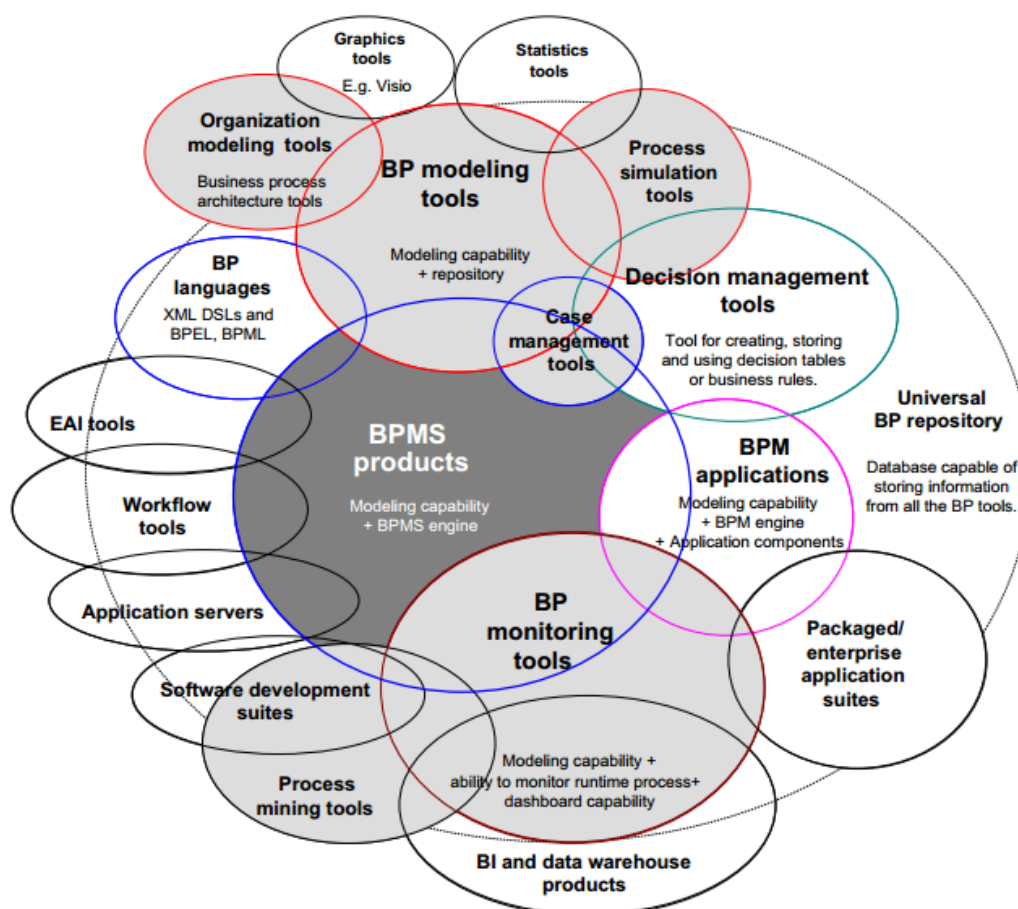 Graphics
tools
E.g. Visio
Statistics
tools
Organization
modeling tools
Business process
architecture tools
BP modeling
tools
Modeling capability
+ repository
Process
simulation
tools
BP
languages
XML DSLs and
BPEL, BPML
Decision management
tools
Tool for creating, storing
and using decision tables
or business rules.
Case
management
tools
EAI tools
Universal
BP repository
Database capable of
storing information
from all the BP tools.
BPMS
products
Modeling capability
+ BPMS engine
BPM
applications
Modeling capability
+ BPM engine
+ Application components
Workflow
tools
Application servers
BP
monitoring
tools
Modeling capability +
ability to monitor runtime process+
dashboard capability
Packaged/
enterprise
application
suites
Software development
suites
Process
mining tools
BI and data warehouse
products